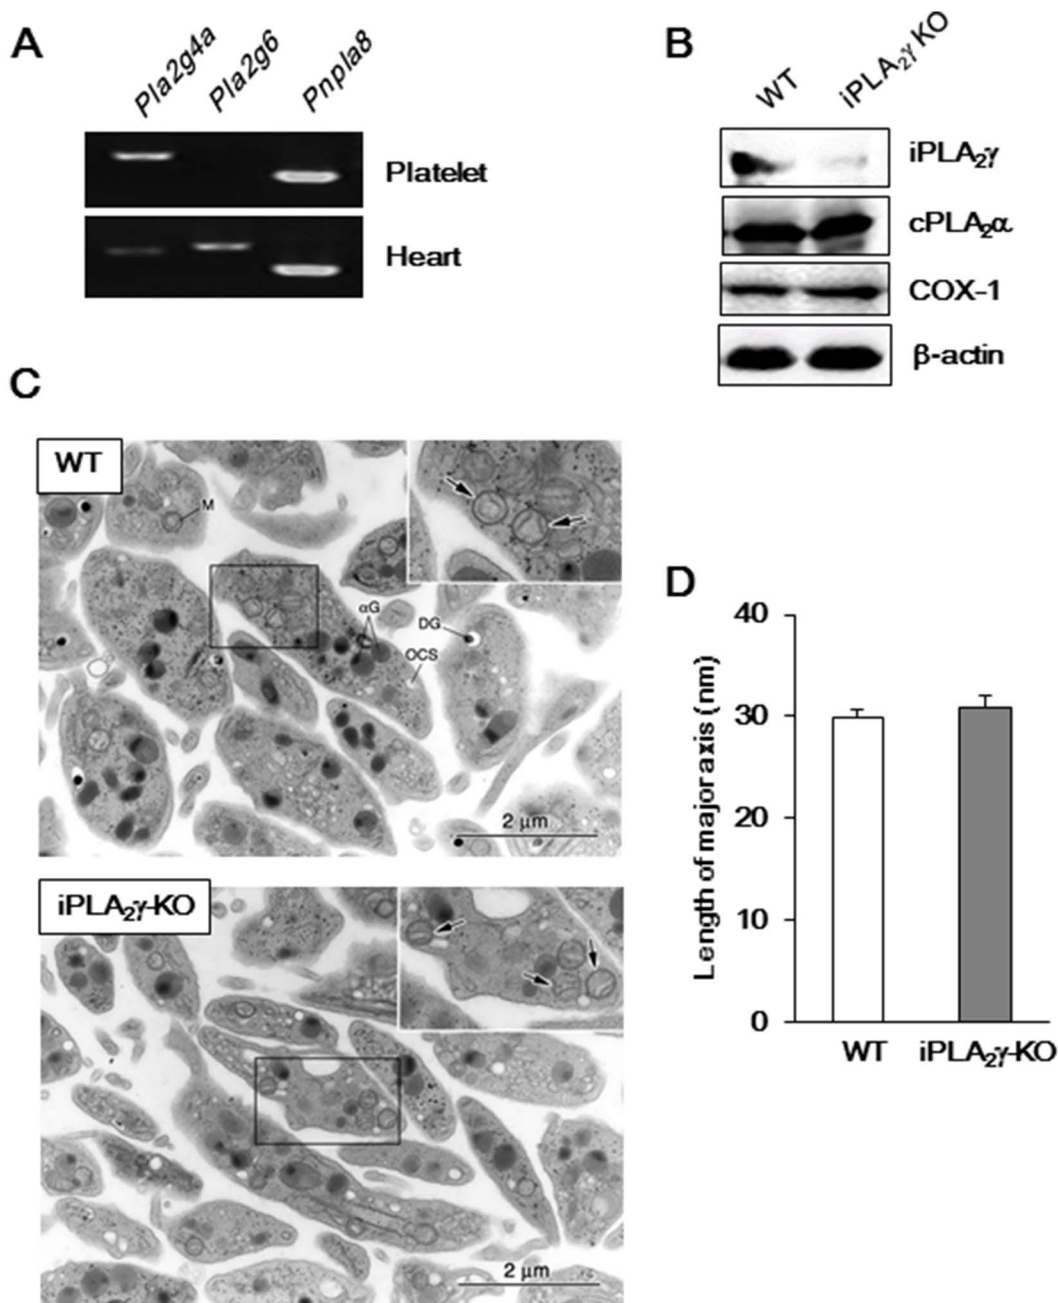 A
Pla2g4a
Pla2g6
Pnpla8
Platelet
Heart
B
WT
iPLA₂γ KO
iPLA₂γ
cPLA₂α
COX-1
β-actin
C
WT
M
αG
DG
OCS
2 μm
iPLA₂γ-KO
2 μm
D
Length of major axis (nm)
40
30
20
10
0
WT
iPLA₂γ-KO